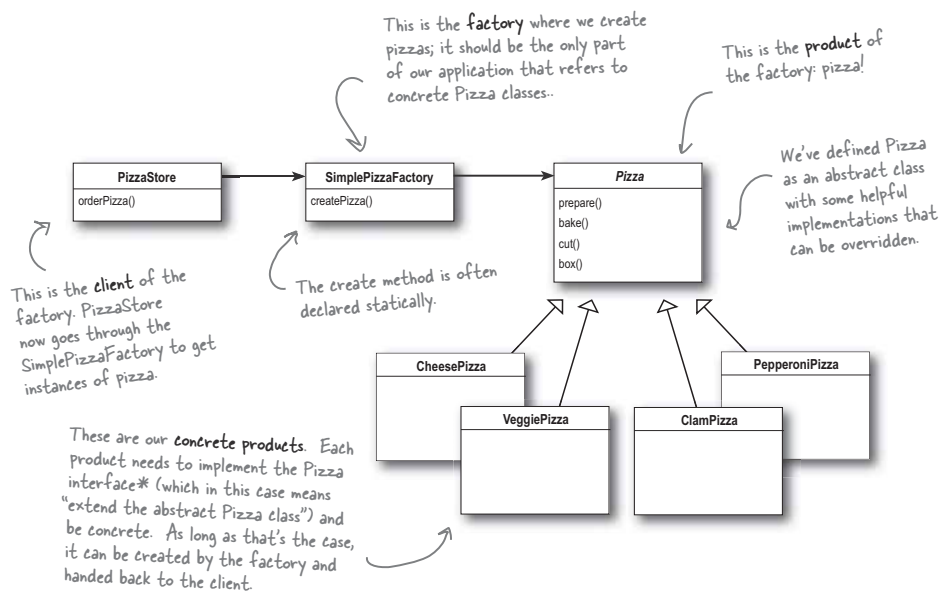 This is the factory where we create
pizzas; it should be the only part
of our application that refers to
concrete Pizza classes..
This is the product of
the factory: pizza!
PizzaStore
orderPizza()
SimplePizzaFactory
createPizza()
Pizza
prepare()
bake()
cut()
box()
We've defined Pizza
as an abstract class
with some helpful
implementations that
can be overridden.
This is the client of the
factory. PizzaStore
now goes through the
SimplePizzaFactory to get
instances of pizza.
The create method is often
declared statically.
CheesePizza
VeggiePizza
ClamPizza
PepperoniPizza
These are our concrete products. Each
product needs to implement the Pizza
interface* (which in this case means
"extend the abstract Pizza class") and
be concrete. As long as that's the case,
it can be created by the factory and
handed back to the client.